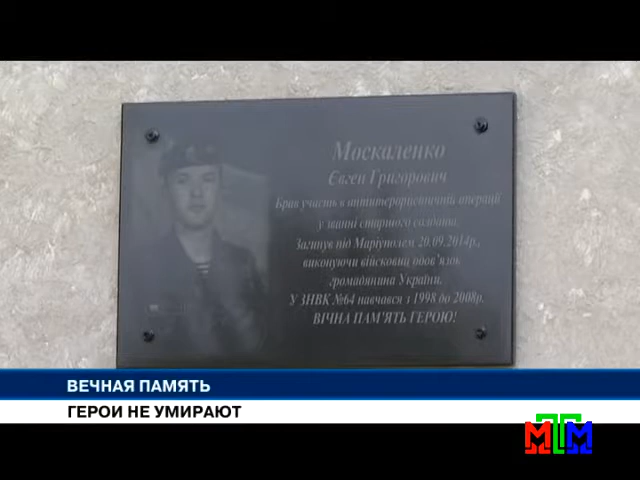 Москаленко
Євген Григорович
Брав участь в антитерористичній операції
у званні старшого солдата.
Загинув під Маріуполем 20.09.2014р.,
виконуючи військовий обов'язок
громадянина України.
У ЗНВК №64 навчався з 1998 до 2008р.
ВІЧНА ПАМ'ЯТЬ ГЕРОЮ!
ВЕЧНАЯ ПАМЯТЬ
ГЕРОИ НЕ УМИРАЮТ
МТМ